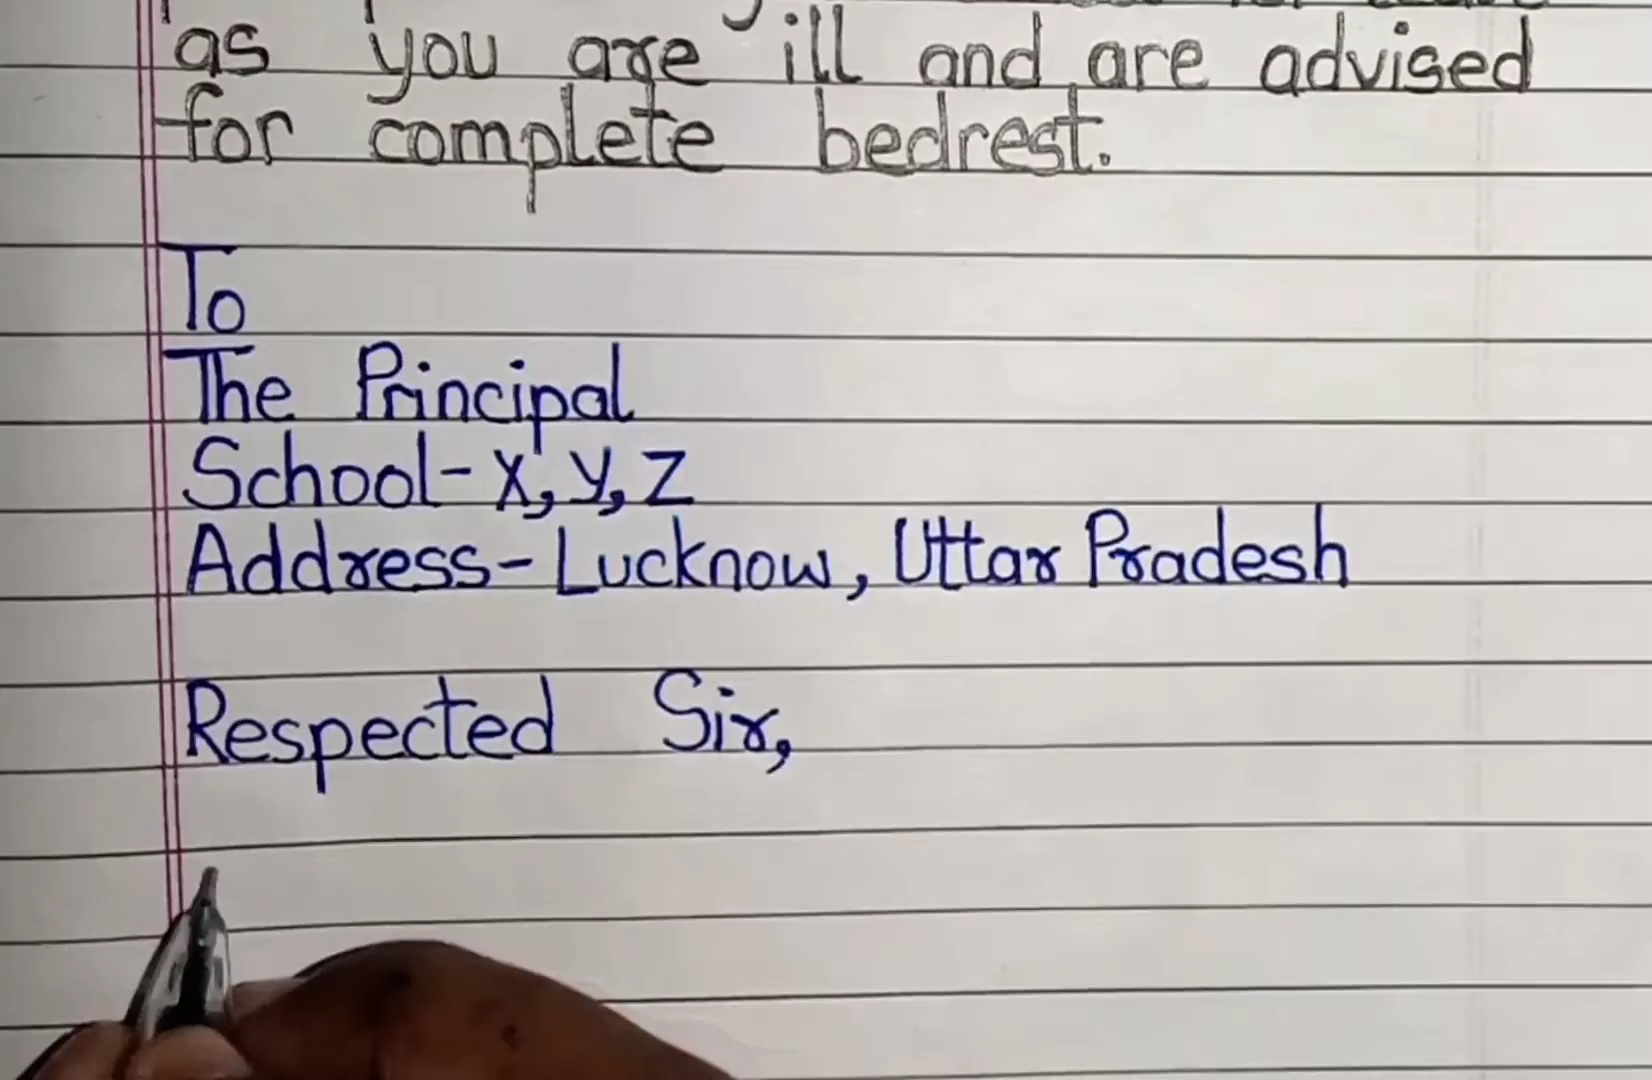 as you are ill and are advised
for complete bedrest.
To
The Principal
School-X,Y,Z
Address-Lucknow, Uttar Pradesh
Respected Sir,